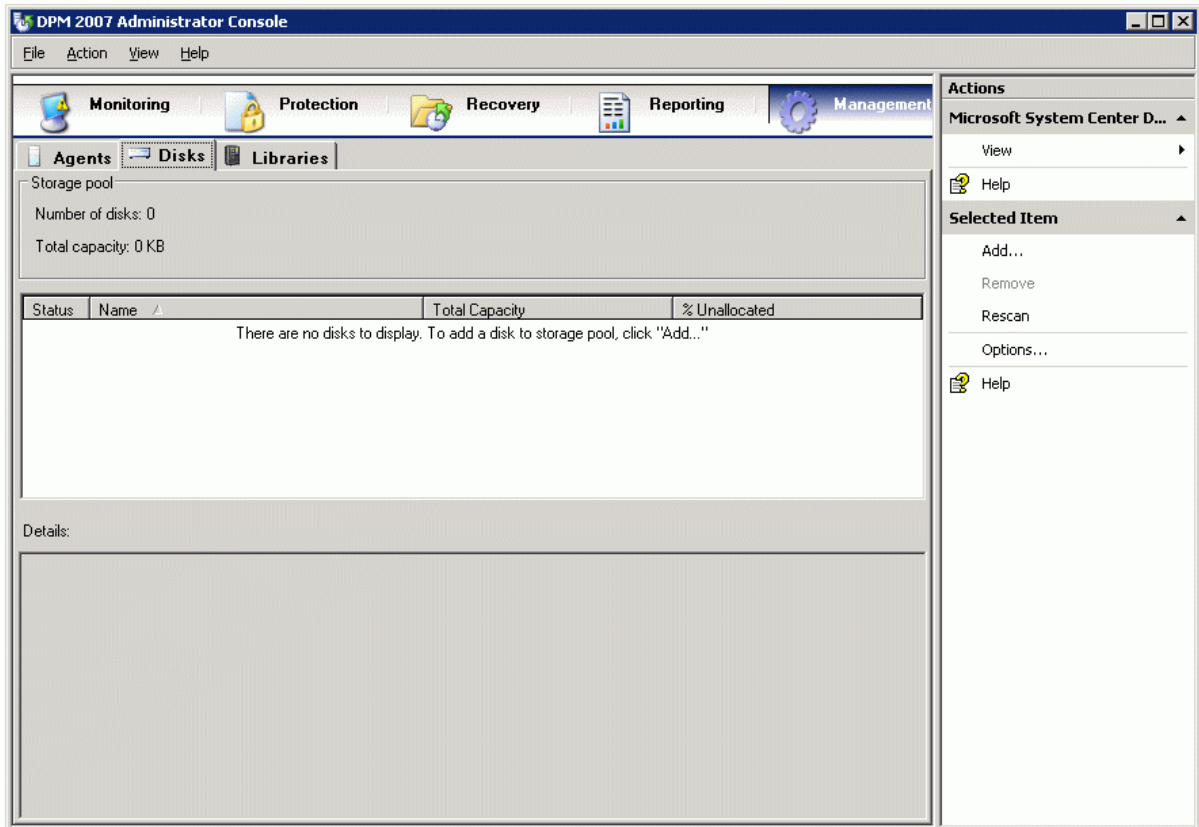 DPM 2007 Administrator Console
File Action View Help
Monitoring Protection Recovery Reporting Management
Agents Disks Libraries
Storage pool
Number of disks: 0
Total capacity: 0 KB
Status Name Total Capacity % Unallocated
There are no disks to display. To add a disk to storage pool, click "Add..."
Details:
Actions
Microsoft System Center D...
View
Help
Selected Item
Add...
Remove
Rescan
Options...
Help